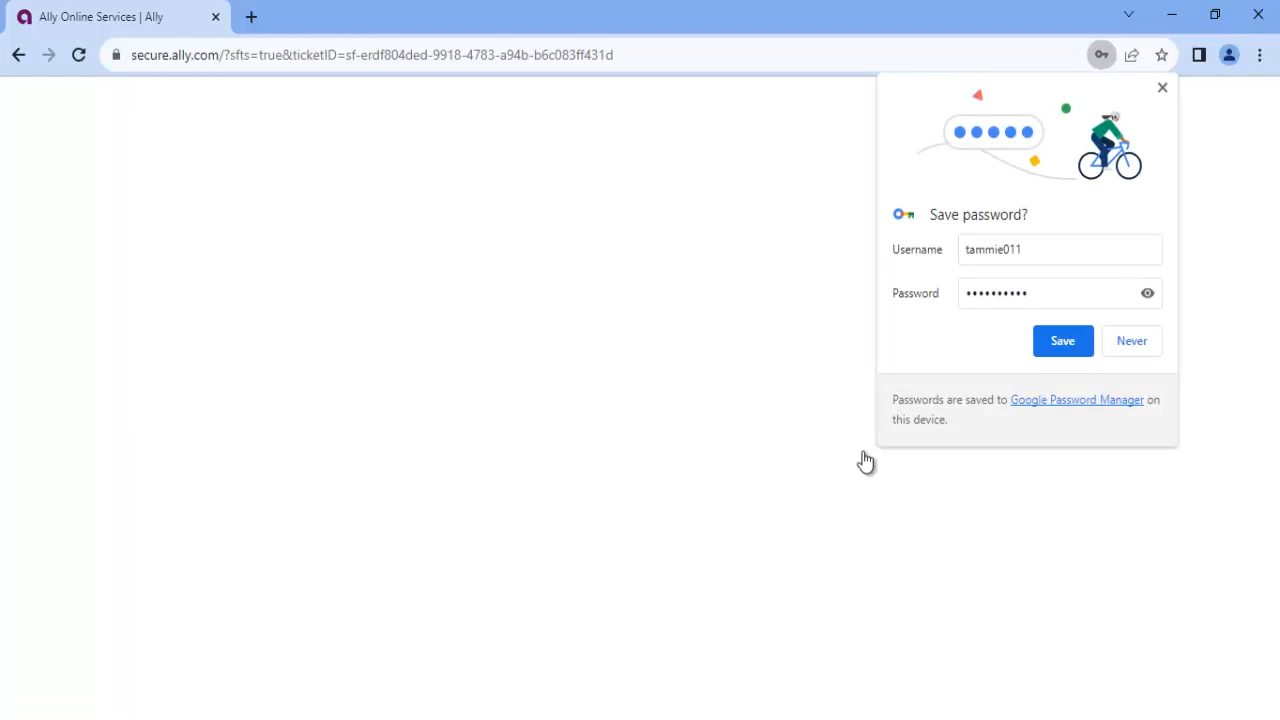 Ally Online Services | Ally
secure.ally.com/?sfts=true&ticketID=sf-erdf804ded-9918-4783-a94b-b6c083ff431d
Save password?
Username tammie011
Password ••••••••••
Save Never
Passwords are saved to Google Password Manager on
this device.